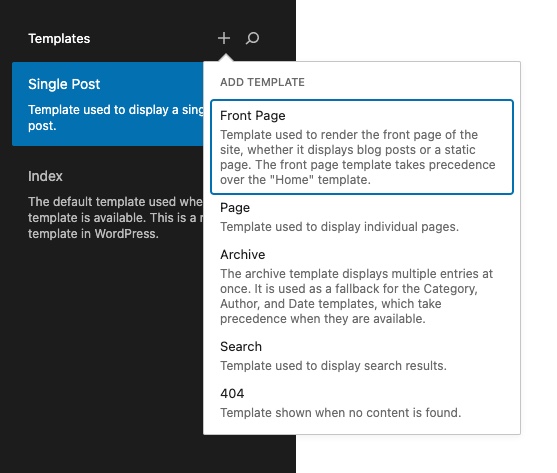 Templates
Single Post
Template used to display a sing
post.
Index
The default template used whe
template is available. This is a
template in WordPress.
ADD TEMPLATE
Front Page
Template used to render the front page of the
site, whether it displays blog posts or a static
page. The front page template takes precedence
over the "Home" template.
Page
Template used to display individual pages.
Archive
The archive template displays multiple entries at
once. It is used as a fallback for the Category,
Author, and Date templates, which take
precedence when they are available.
Search
Template used to display search results.
404
Template shown when no content is found.